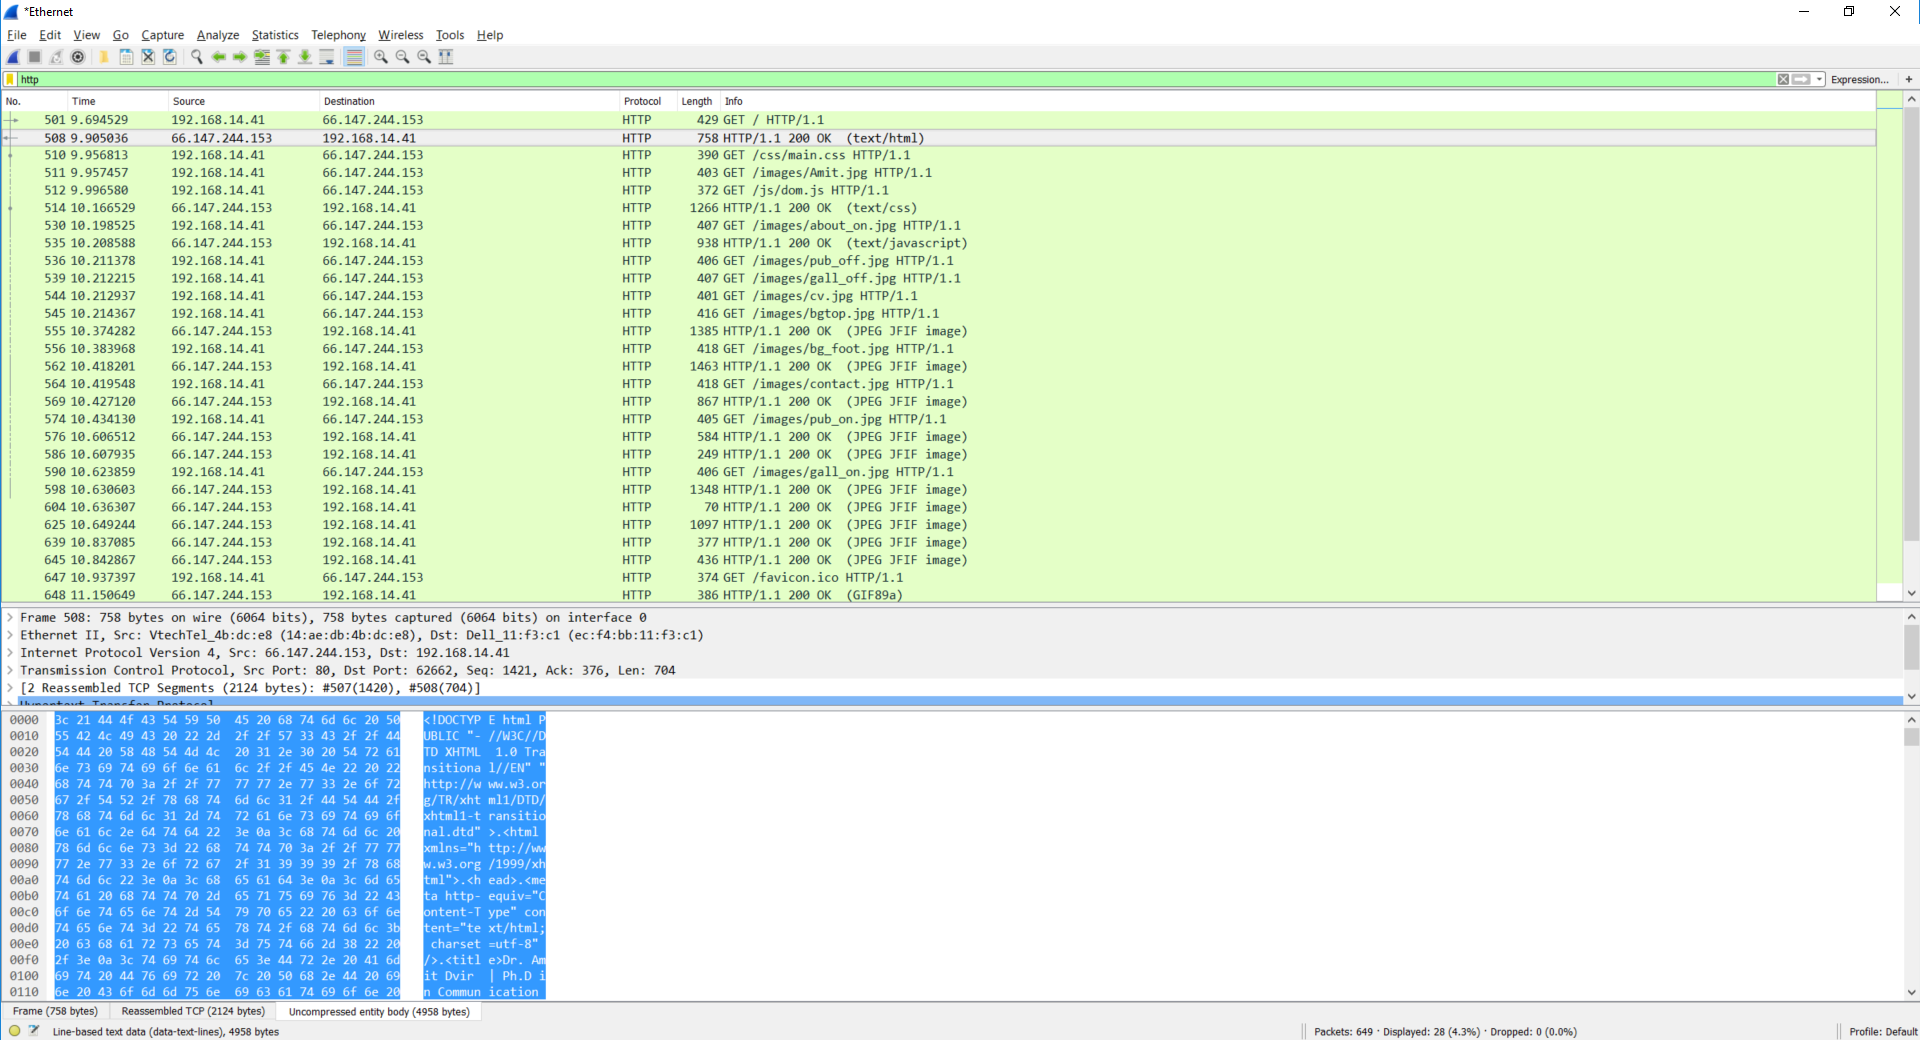 *Ethernet
File Edit View Go Capture Analyze Statistics Telephony Wireless Tools Help
http Expression... +
No. Time Source Destination Protocol Length Info
501 9.694529 192.168.14.41 66.147.244.153 HTTP 429 GET / HTTP/1.1
508 9.905036 66.147.244.153 192.168.14.41 HTTP 758 HTTP/1.1 200 OK (text/html)
510 9.956813 192.168.14.41 66.147.244.153 HTTP 390 GET /css/main.css HTTP/1.1
511 9.957457 192.168.14.41 66.147.244.153 HTTP 403 GET /images/Amit.jpg HTTP/1.1
512 9.996580 192.168.14.41 66.147.244.153 HTTP 372 GET /js/dom.js HTTP/1.1
514 10.166529 66.147.244.153 192.168.14.41 HTTP 1266 HTTP/1.1 200 OK (text/css)
530 10.198525 192.168.14.41 66.147.244.153 HTTP 407 GET /images/about_on.jpg HTTP/1.1
535 10.208588 66.147.244.153 192.168.14.41 HTTP 938 HTTP/1.1 200 OK (text/javascript)
536 10.211378 192.168.14.41 66.147.244.153 HTTP 406 GET /images/pub_off.jpg HTTP/1.1
539 10.212215 192.168.14.41 66.147.244.153 HTTP 407 GET /images/gall_off.jpg HTTP/1.1
544 10.212937 192.168.14.41 66.147.244.153 HTTP 401 GET /images/cv.jpg HTTP/1.1
545 10.214367 192.168.14.41 66.147.244.153 HTTP 416 GET /images/bgtop.jpg HTTP/1.1
555 10.374282 66.147.244.153 192.168.14.41 HTTP 1385 HTTP/1.1 200 OK (JPEG JFIF image)
556 10.383968 192.168.14.41 66.147.244.153 HTTP 418 GET /images/bg_foot.jpg HTTP/1.1
562 10.418201 66.147.244.153 192.168.14.41 HTTP 1463 HTTP/1.1 200 OK (JPEG JFIF image)
564 10.419548 192.168.14.41 66.147.244.153 HTTP 418 GET /images/contact.jpg HTTP/1.1
569 10.427120 66.147.244.153 192.168.14.41 HTTP 867 HTTP/1.1 200 OK (JPEG JFIF image)
574 10.434130 192.168.14.41 66.147.244.153 HTTP 405 GET /images/pub_on.jpg HTTP/1.1
576 10.606512 66.147.244.153 192.168.14.41 HTTP 584 HTTP/1.1 200 OK (JPEG JFIF image)
586 10.607935 66.147.244.153 192.168.14.41 HTTP 249 HTTP/1.1 200 OK (JPEG JFIF image)
590 10.623859 192.168.14.41 66.147.244.153 HTTP 406 GET /images/gall_on.jpg HTTP/1.1
598 10.630603 66.147.244.153 192.168.14.41 HTTP 1348 HTTP/1.1 200 OK (JPEG JFIF image)
604 10.636307 66.147.244.153 192.168.14.41 HTTP 70 HTTP/1.1 200 OK (JPEG JFIF image)
625 10.649244 66.147.244.153 192.168.14.41 HTTP 1097 HTTP/1.1 200 OK (JPEG JFIF image)
639 10.837085 66.147.244.153 192.168.14.41 HTTP 377 HTTP/1.1 200 OK (JPEG JFIF image)
645 10.842867 66.147.244.153 192.168.14.41 HTTP 436 HTTP/1.1 200 OK (JPEG JFIF image)
647 10.937397 192.168.14.41 66.147.244.153 HTTP 374 GET /favicon.ico HTTP/1.1
648 11.150649 66.147.244.153 192.168.14.41 HTTP 386 HTTP/1.1 200 OK (GIF89a)
Frame 508: 758 bytes on wire (6064 bits), 758 bytes captured (6064 bits) on interface 0
Ethernet II, Src: VtechTel_4b:dc:e8 (14:ae:db:4b:dc:e8), Dst: Dell_11:f3:c1 (ec:f4:bb:11:f3:c1)
Internet Protocol Version 4, Src: 66.147.244.153, Dst: 192.168.14.41
Transmission Control Protocol, Src Port: 80, Dst Port: 62662, Seq: 1421, Ack: 376, Len: 704
[2 Reassembled TCP Segments (2124 bytes): #507(1420), #508(704)]
Hypertext Transfer Protocol
0000 3c 21 44 4f 43 54 59 50 45 20 68 74 6d 6c 20 50 <!DOCTYP E html P
0010 55 42 4c 49 43 20 22 2d 2f 2f 57 33 43 2f 2f 44 UBLIC "- //W3C//D
0020 54 44 20 58 48 54 4d 4c 20 31 2e 30 20 54 72 61 TD XHTML 1.0 Tra
0030 6e 73 69 74 69 6f 6e 61 6c 2f 2f 45 4e 22 20 22 nsitiona l//EN" "
0040 68 74 74 70 3a 2f 2f 77 77 77 2e 77 33 2e 6f 72 http://w ww.w3.or
0050 67 2f 54 52 2f 78 68 74 6d 6c 31 2f 44 54 44 2f g/TR/xht ml1/DTD/
0060 78 68 74 6d 6c 31 2d 74 72 61 6e 73 69 74 69 6f xhtml1-t ransitio
0070 6e 61 6c 2e 64 74 64 22 3e 0a 3c 68 74 6d 6c 20 nal.dtd" >.<html
0080 78 6d 6c 6e 73 3d 22 68 74 74 70 3a 2f 2f 77 77 xmlns="h ttp://ww
0090 77 2e 77 33 2e 6f 72 67 2f 31 39 39 39 2f 78 68 w.w3.org /1999/xh
00a0 74 6d 6c 22 3e 0a 3c 68 65 61 64 3e 0a 3c 6d 65 tml">.<h ead>.<me
00b0 74 61 20 68 74 74 70 2d 65 71 75 69 76 3d 22 43 ta http- equiv="C
00c0 6f 6e 74 65 6e 74 2d 54 79 70 65 22 20 63 6f 6e ontent-T ype" con
00d0 74 65 6e 74 3d 22 74 65 78 74 2f 68 74 6d 6c 3b tent="te xt/html;
00e0 20 63 68 61 72 73 65 74 3d 75 74 66 2d 38 22 20 charset =utf-8"
00f0 2f 3e 0a 3c 74 69 74 6c 65 3e 44 72 2e 20 41 6d />.<titl e>Dr. Am
0100 69 74 20 44 76 69 72 20 7c 20 50 68 2e 44 20 69 it Dvir | Ph.D i
0110 6e 20 43 6f 6d 6d 75 6e 69 63 61 74 69 6f 6e 20 n Commun ication
Frame (758 bytes) Reassembled TCP (2124 bytes) Uncompressed entity body (4958 bytes)
Line-based text data (data-text-lines), 4958 bytes Packets: 649 · Displayed: 28 (4.3%) · Dropped: 0 (0.0%) Profile: Default